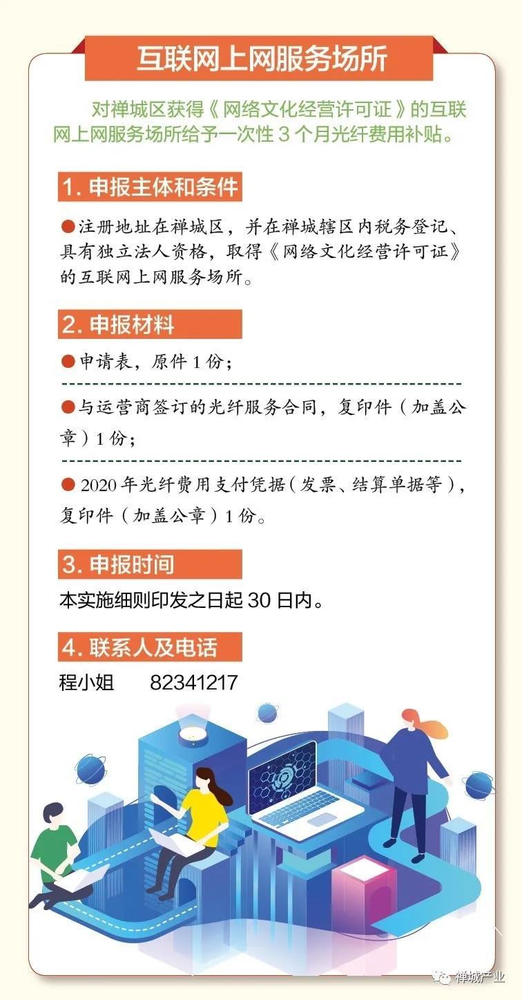 互联网上网服务场所
对禅城区获得《网络文化经营许可证》的互联
网上网服务场所给予一次性3个月光纤费用补贴。
1. 申报主体和条件
●注册地址在禅城区，并在禅城辖区内税务登记、
具有独立法人资格，取得《网络文化经营许可证》
的互联网上网服务场所。
2. 申报材料
●申请表，原件1份；
●与运营商签订的光纤服务合同，复印件（加盖公
章）1份；
●2020年光纤费用支付凭据（发票、结算单据等），
复印件（加盖公章）1份。
3. 申报时间
本实施细则印发之日起30日内。
4. 联系人及电话
程小姐 82341217
禅城产业